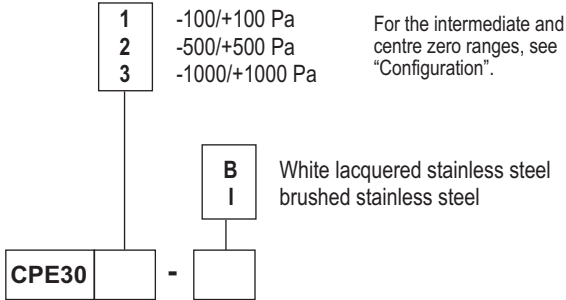 1 -100/+100 Pa
2 -500/+500 Pa
3 -1000/+1000 Pa
For the intermediate and
centre zero ranges, see
“Configuration”.
B White lacquered stainless steel
I brushed stainless steel
CPE30 -